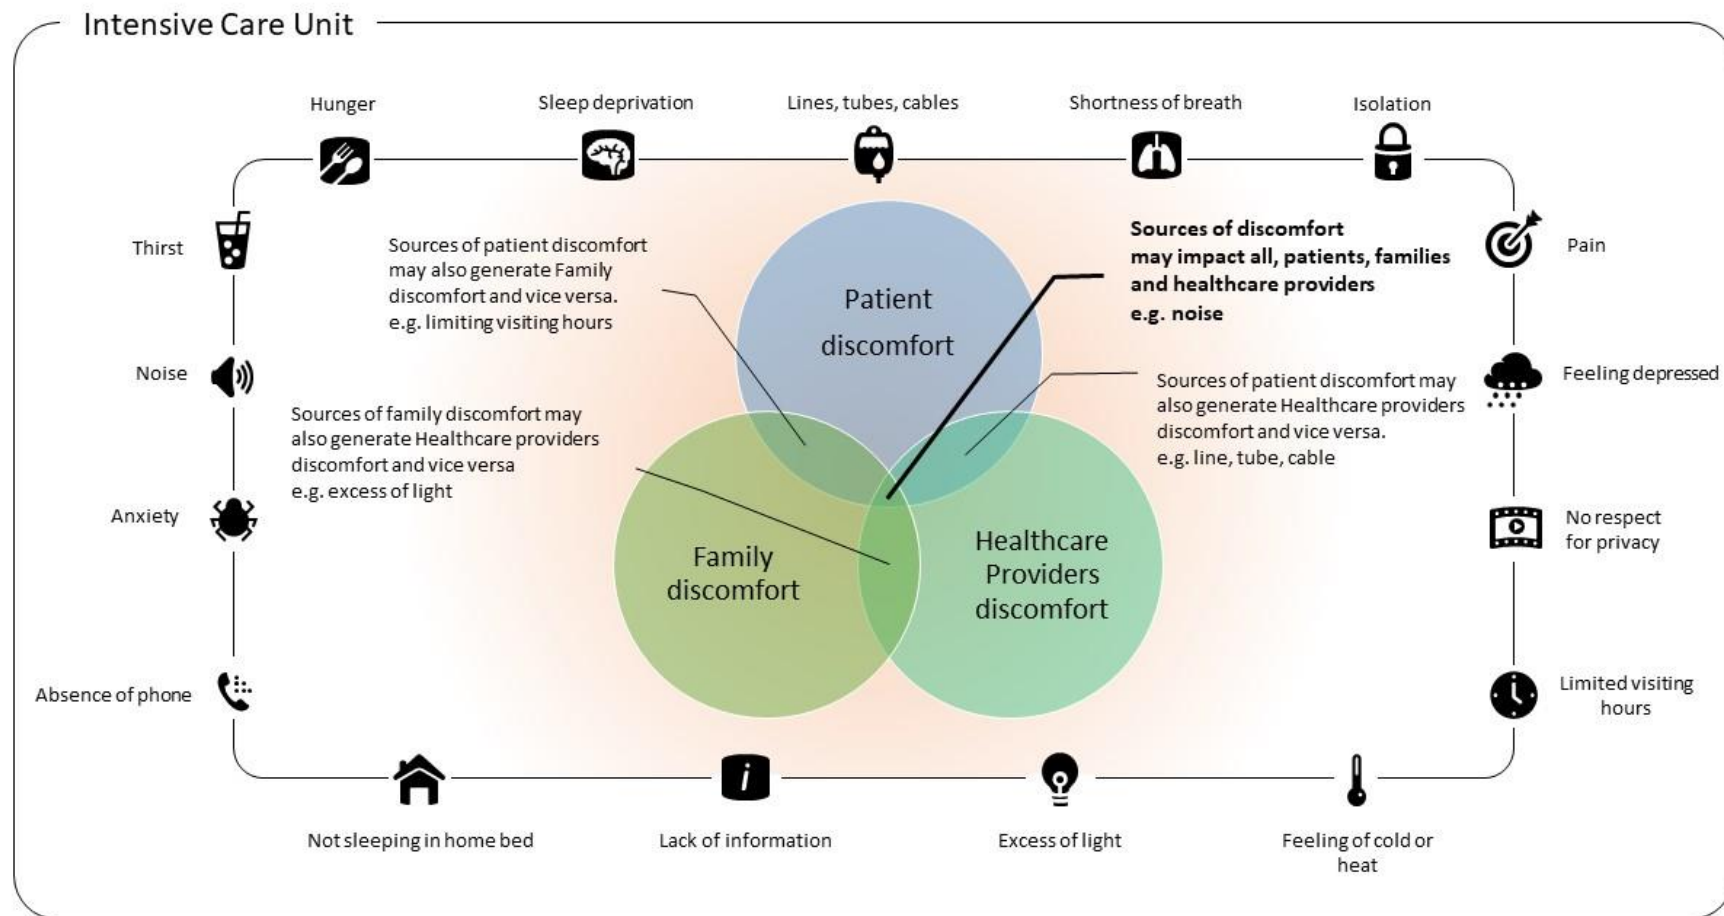 Intensive Care Unit
Hunger
Sleep deprivation
Lines, tubes, cables
Shortness of breath
Isolation
Thirst
Noise
Anxiety
Absence of phone
Sources of patient discomfort
may also generate Family
discomfort and vice versa.
e.g. limiting visiting hours
Sources of family discomfort may
also generate Healthcare providers
discomfort and vice versa
e.g. excess of light
Patient
discomfort
Family
discomfort
Healthcare
Providers
discomfort
Sources of discomfort
may impact all, patients, families
and healthcare providers
e.g. noise
Sources of patient discomfort may
also generate Healthcare providers
discomfort and vice versa.
e.g. line, tube, cable
Pain
Feeling depressed
No respect
for privacy
Limited visiting
hours
i
Not sleeping in home bed
Lack of information
Excess of light
Feeling of cold or
heat